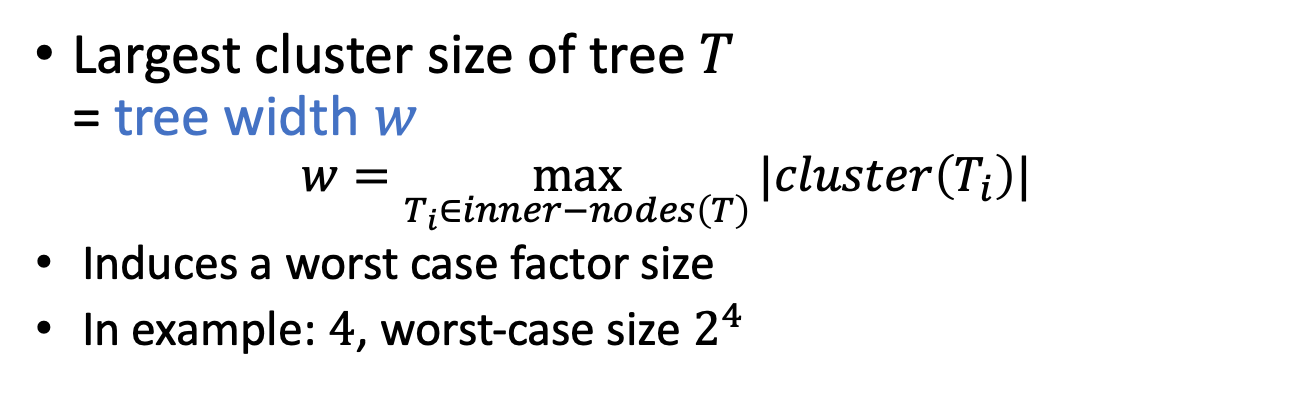 • Largest cluster size of tree T
= tree width w
w = max |cluster(Tᵢ)|
Tᵢ∈inner−nodes(T)
• Induces a worst case factor size
• In example: 4, worst-case size 2⁴